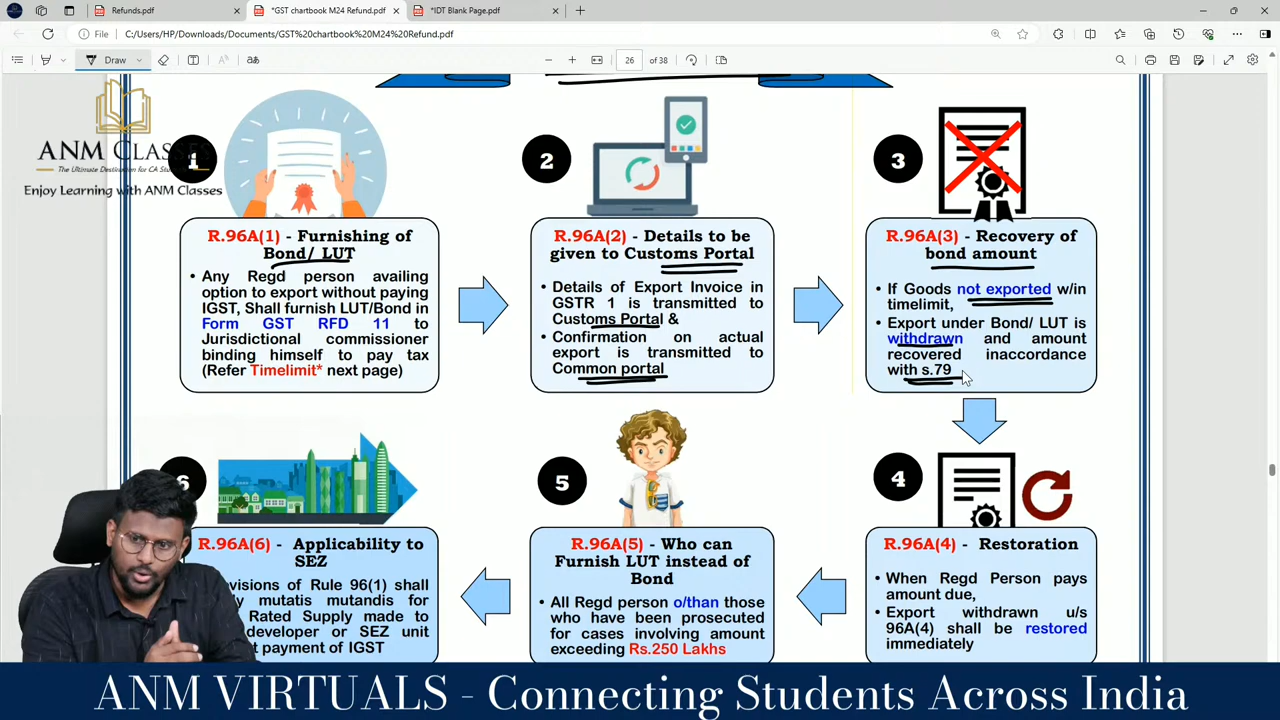 Refunds.pdf
*GST chartbook M24 Refund.pdf
*IDT Blank Page.pdf
File
C:/Users/HP/Downloads/Documents/GST%20chartbook%20M24%20Refund.pdf
Draw
26
of 38
ANM Classes
The Ultimate Destination for CA
Enjoy Learning with ANM Classes
2
3
R.96A(1) - Furnishing of
Bond/ LUT
• Any Regd person availing
option to export without paying
IGST, Shall furnish LUT/Bond in
Form GST RFD 11 to
Jurisdictional commissioner
binding himself to pay tax
(Refer Timelimit* next page)
R.96A(2) - Details to be
given to Customs Portal
• Details of Export Invoice in
GSTR 1 is transmitted to
Customs Portal &
• Confirmation on actual
export is transmitted to
Common portal
R.96A(3) - Recovery of
bond amount
• If Goods not exported w/in
timelimit,
• Export under Bond/ LUT is
withdrawn and amount
recovered inaccordance
with s.79
6
5
4
R.96A(6) - Applicability to
SEZ
visions of Rule 96(1) shall
mutatis mutandis for
Rated Supply made to
developer or SEZ unit
payment of IGST
R.96A(5) - Who can
Furnish LUT instead of
Bond
• All Regd person o/than those
who have been prosecuted
for cases involving amount
exceeding Rs.250 Lakhs
R.96A(4) - Restoration
• When Regd Person pays
amount due,
• Export withdrawn u/s
96A(4) shall be restored
immediately
ANM VIRTUALS - Connecting Students Across India